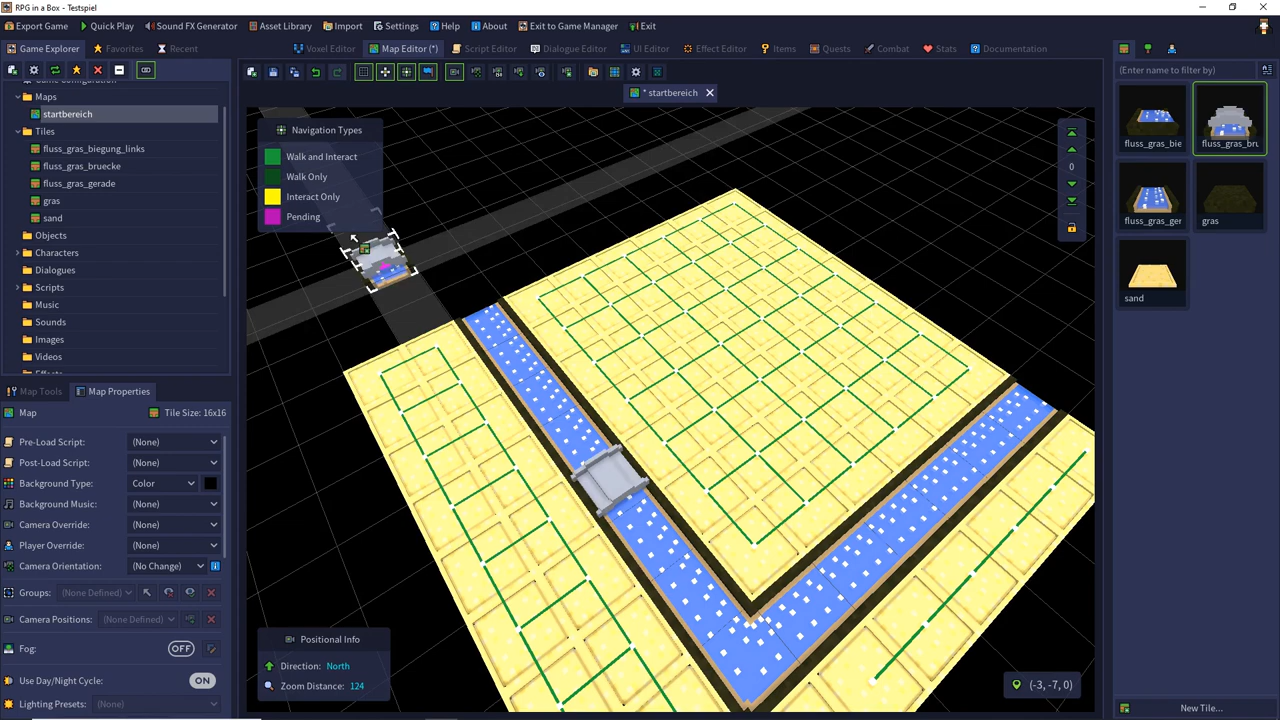 RPG in a Box - Testspiel
Export Game
Quick Play
Sound FX Generator
Asset Library
Import
Settings
Help
About
Exit to Game Manager
Exit
Game Explorer
Favorites
Recent
Voxel Editor
Map Editor (*)
Script Editor
Dialogue Editor
UI Editor
Effect Editor
Items
Quests
Combat
Stats
Documentation
* startbereich
Game Configuration
Maps
startbereich
Tiles
fluss_gras_biegung_links
fluss_gras_bruecke
fluss_gras_gerade
gras
sand
Objects
Characters
Dialogues
Scripts
Music
Sounds
Images
Videos
Map Tools
Map Properties
Map
Tile Size: 16x16
Pre-Load Script: (None)
Post-Load Script: (None)
Background Type: Color
Background Music: (None)
Camera Override: (None)
Player Override: (None)
Camera Orientation: (No Change)
Groups: (None Defined)
Camera Positions: (None Defined)
Fog: OFF
Use Day/Night Cycle: ON
Lighting Presets: (None)
Navigation Types
Walk and Interact
Walk Only
Interact Only
Pending
0
Positional Info
Direction: North
Zoom Distance: 124
(-3, -7, 0)
(Enter name to filter by)
fluss_gras_bie
fluss_gras_bru
fluss_gras_ger
gras
sand
New Tile...